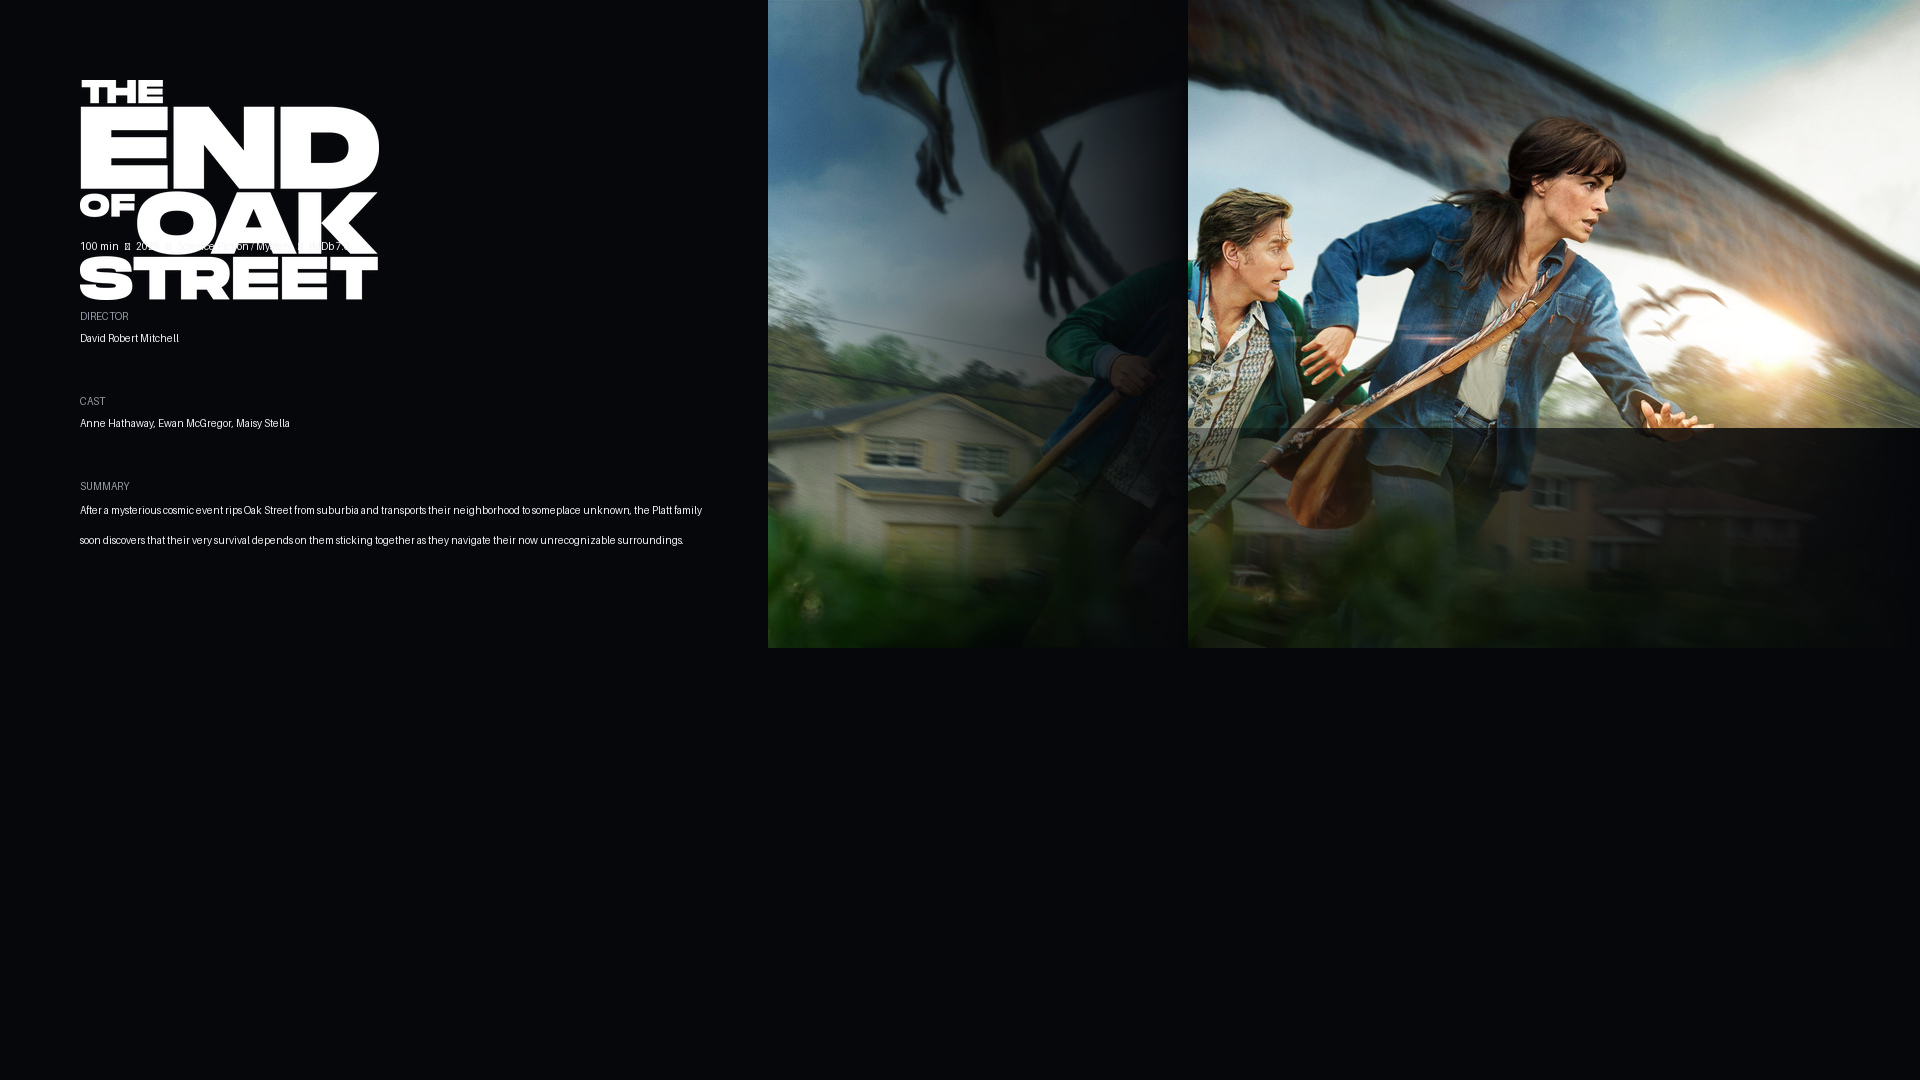 THE
END
OF OAK
STREET
100 min
DIRECTOR
David Robert Mitchell
CAST
Anne Hathaway, Ewan McGregor, Maisy Stella
SUMMARY
After a mysterious cosmic event rips Oak Street from suburbia and transports their neighborhood to someplace unknown, the Platt family
soon discovers that their very survival depends on them sticking together as they navigate their now unrecognizable surroundings.